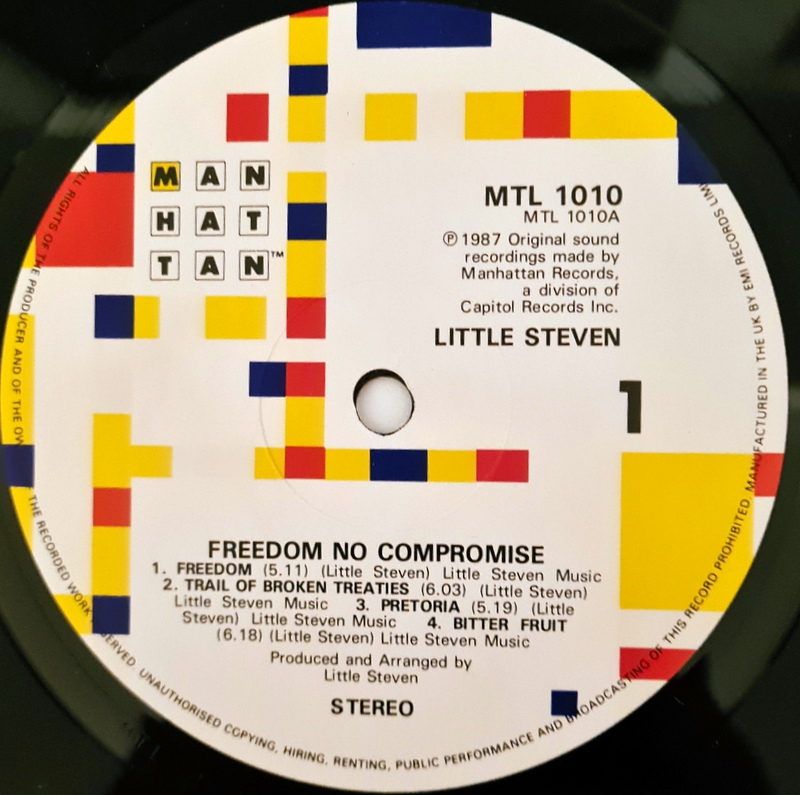 MAN
HAT
TAN™
MTL 1010
MTL 1010A
Ⓟ 1987 Original sound
recordings made by
Manhattan Records,
a division of
Capitol Records Inc.
LITTLE STEVEN
1
FREEDOM NO COMPROMISE
1. FREEDOM (5.11) (Little Steven) Little Steven Music
2. TRAIL OF BROKEN TREATIES (6.03) (Little Steven)
Little Steven Music 3. PRETORIA (5.19) (Little
Steven) Little Steven Music 4. BITTER FRUIT
(6.18) (Little Steven) Little Steven Music
Produced and Arranged by
Little Steven
STEREO
ALL RIGHTS OF THE PRODUCER AND OF THE THE RECORDED WORK UNAUTHORISED COPYING, HIRING, RENTING, PUBLIC PERFORMANCE AND BROADCASTING OF THIS RECORD PROHIBITED. MANUFACTURED IN THE UK BY EMI RECORDS